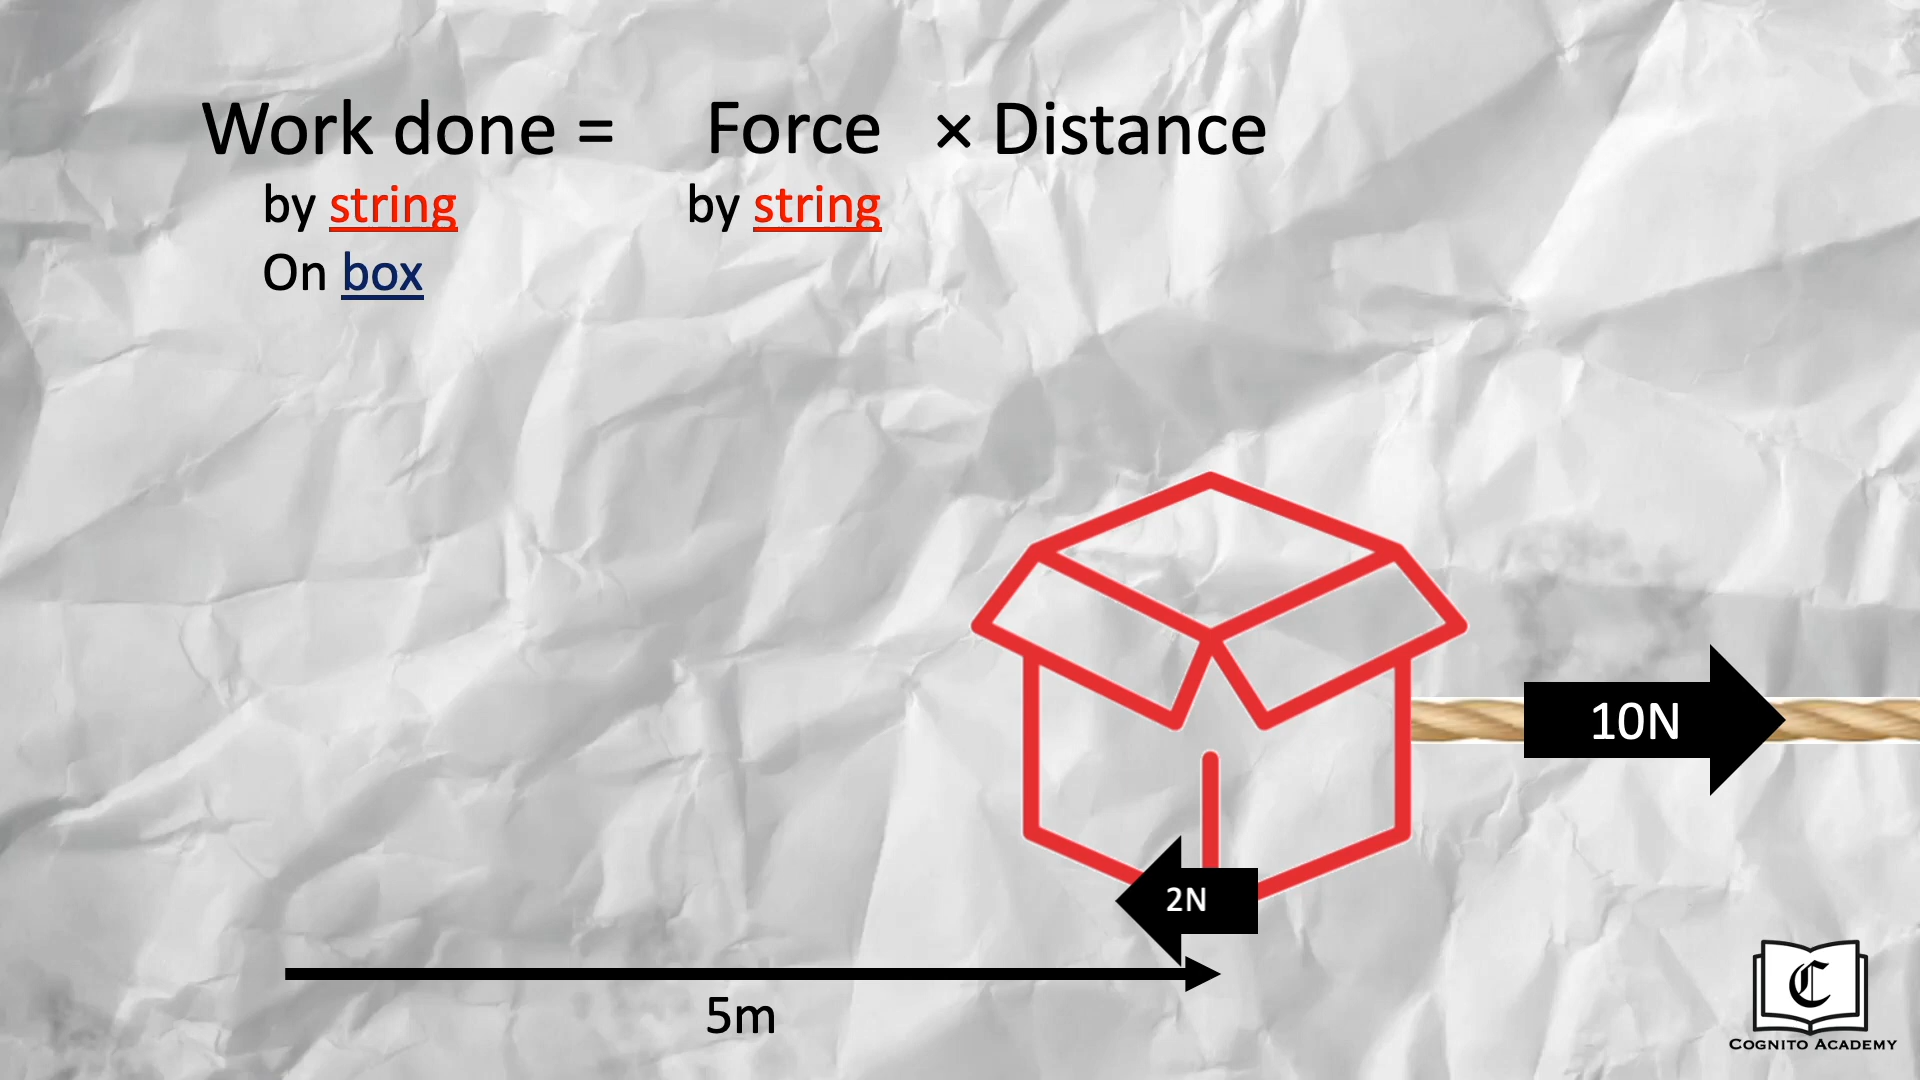 Work done = Force × Distance
by string by string
On box
10N
2N
5m
C
COGNITO ACADEMY